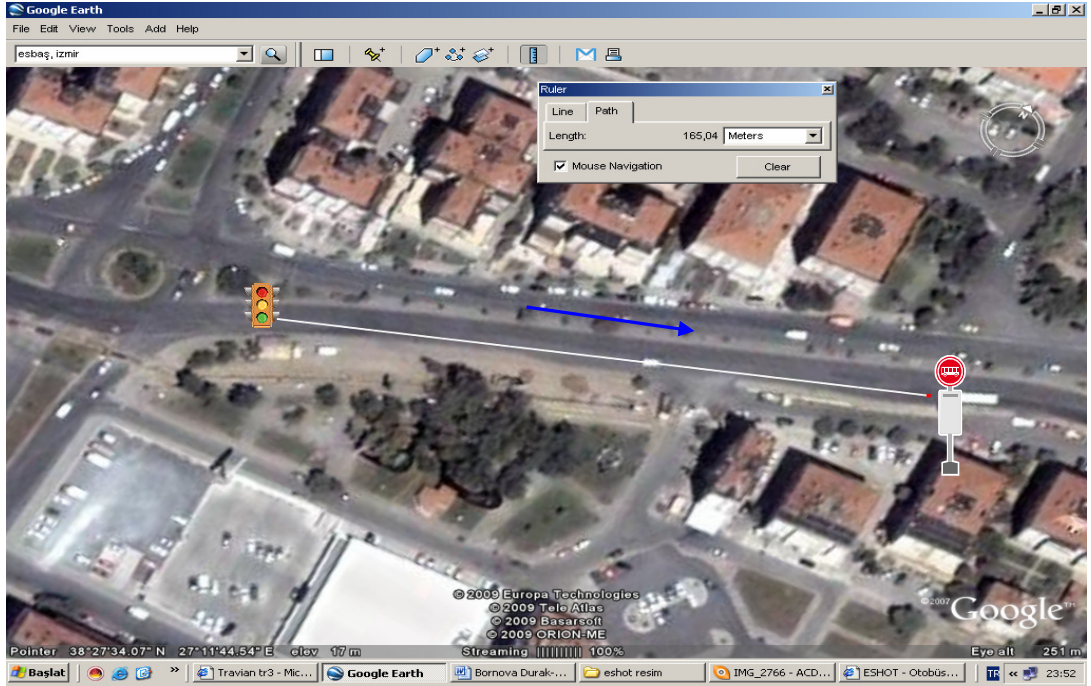 Google Earth
File Edit View Tools Add Help
esbaş, izmir
Ruler
Line Path
Length: 165,04 Meters
Mouse Navigation Clear
N
© 2009 Europa Technologies
© 2009 Tele Atlas
© 2009 Basarsoft
© 2009 ORION-ME
©2007 Google™
Pointer 38°27'34.07" N 27°11'44.54" E elev 17 m Streaming 100% Eye alt 251 m
Başlat » Travian tr3 - Mic... Google Earth Bornova Durak-... eshot resim IMG_2766 - ACD... ESHOT - Otobüs... TR « 23:52